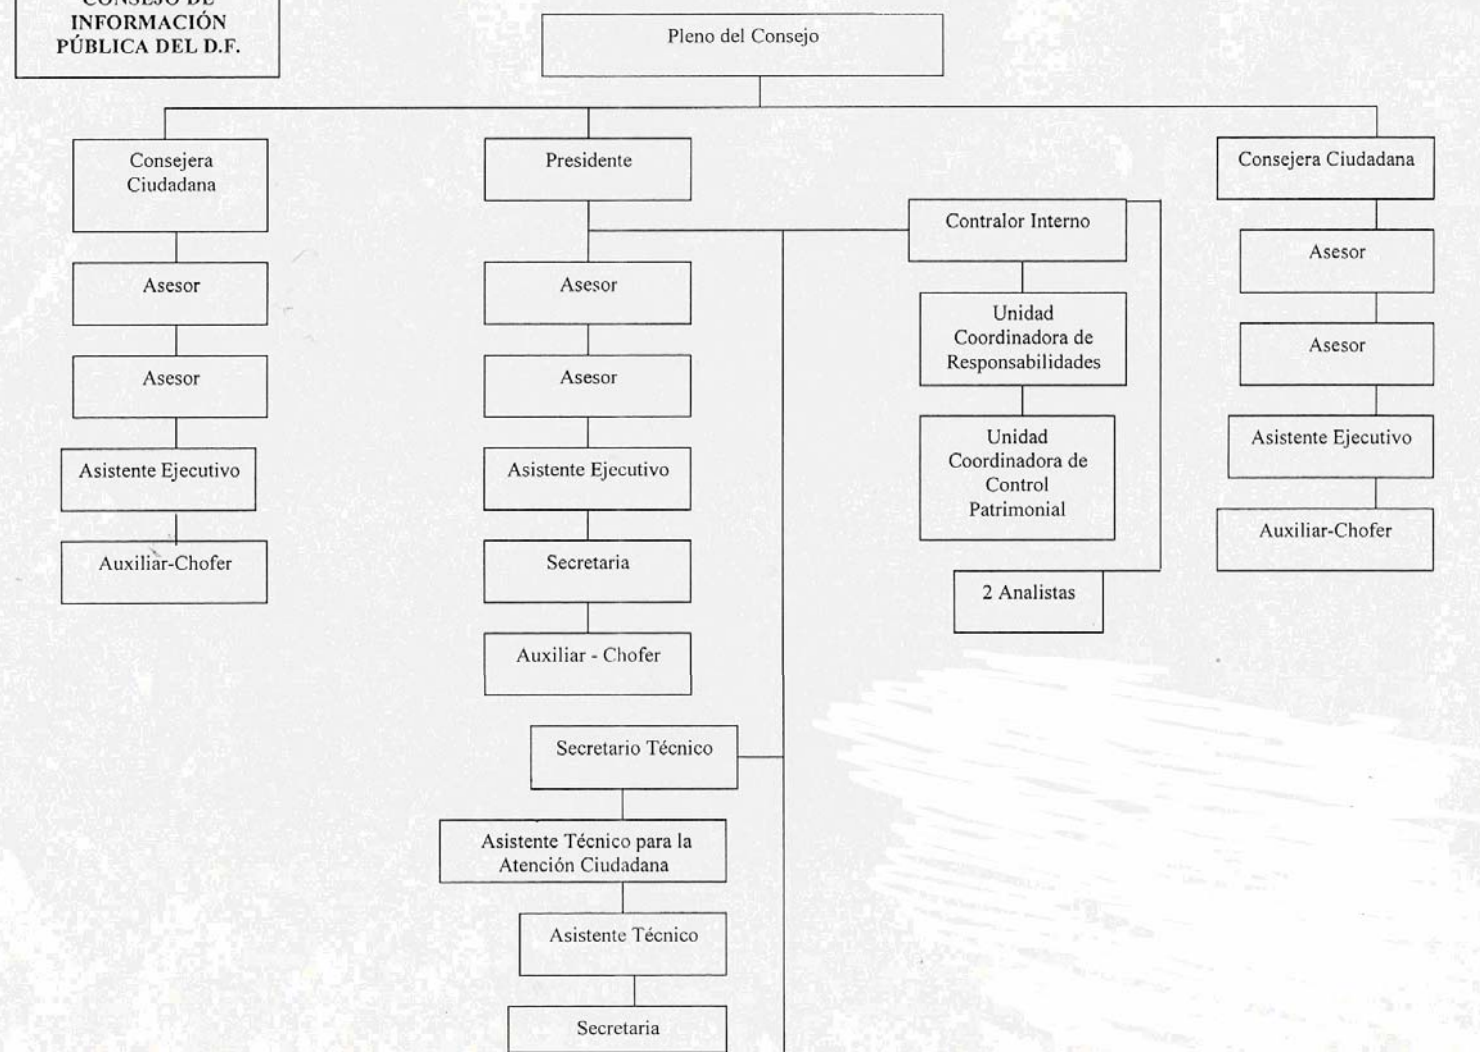 CONSEJO DE
INFORMACIÓN
PÚBLICA DEL D.F.
Pleno del Consejo
Consejera
Ciudadana
Asesor
Asesor
Asistente Ejecutivo
Auxiliar-Chofer
Presidente
Asesor
Asesor
Asistente Ejecutivo
Secretaria
Auxiliar - Chofer
Contralor Interno
Unidad
Coordinadora de
Responsabilidades
Unidad
Coordinadora de
Control
Patrimonial
2 Analistas
Consejera Ciudadana
Asesor
Asesor
Asistente Ejecutivo
Auxiliar-Chofer
Secretario Técnico
Asistente Técnico para la
Atención Ciudadana
Asistente Técnico
Secretaria